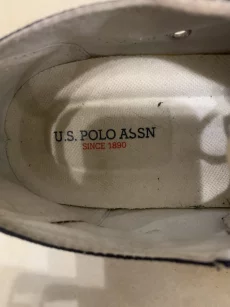 U.S. POLO ASSN
SINCE 1890